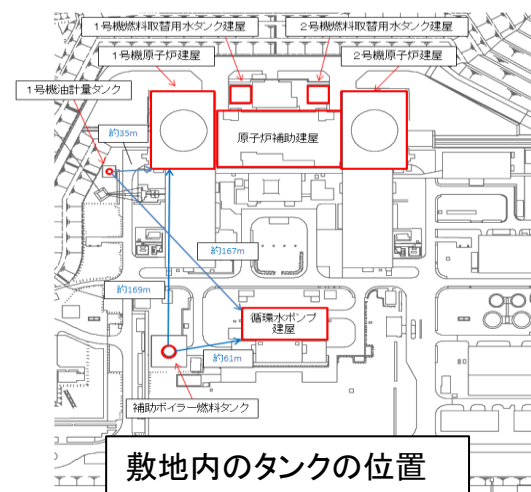 1号機燃料取替用水タンク建屋
2号機燃料取替用水タンク建屋
1号機原子炉建屋
2号機原子炉建屋
1号機油計量タンク
原子炉補助建屋
約35m
約167m
約169m
循環水ポンプ
建屋
約61m
補助ボイラー燃料タンク
敷地内のタンクの位置